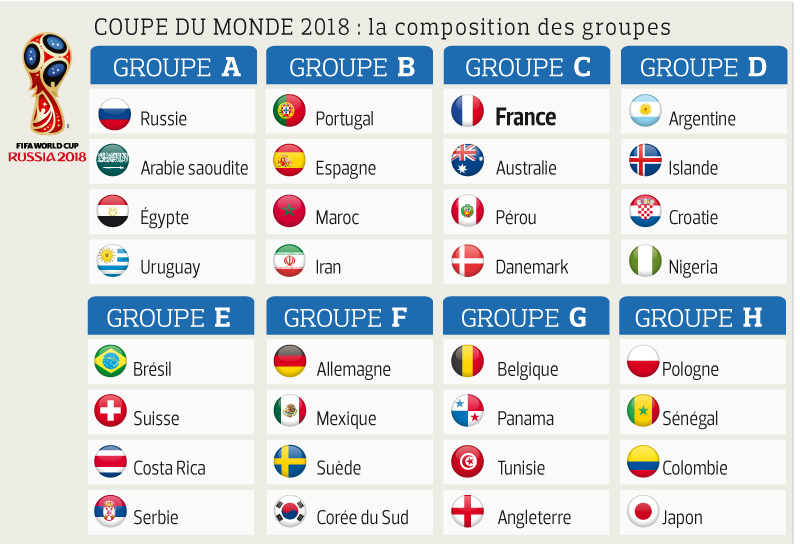 COUPE DU MONDE 2018 : la composition des groupes
FIFA WORLD CUP
RUSSIA 2018
GROUPE A
Russie
Arabie saoudite
Égypte
Uruguay
GROUPE B
Portugal
Espagne
Maroc
Iran
GROUPE C
France
Australie
Pérou
Danemark
GROUPE D
Argentine
Islande
Croatie
Nigeria
GROUPE E
Brésil
Suisse
Costa Rica
Serbie
GROUPE F
Allemagne
Mexique
Suède
Corée du Sud
GROUPE G
Belgique
Panama
Tunisie
Angleterre
GROUPE H
Pologne
Sénégal
Colombie
Japon